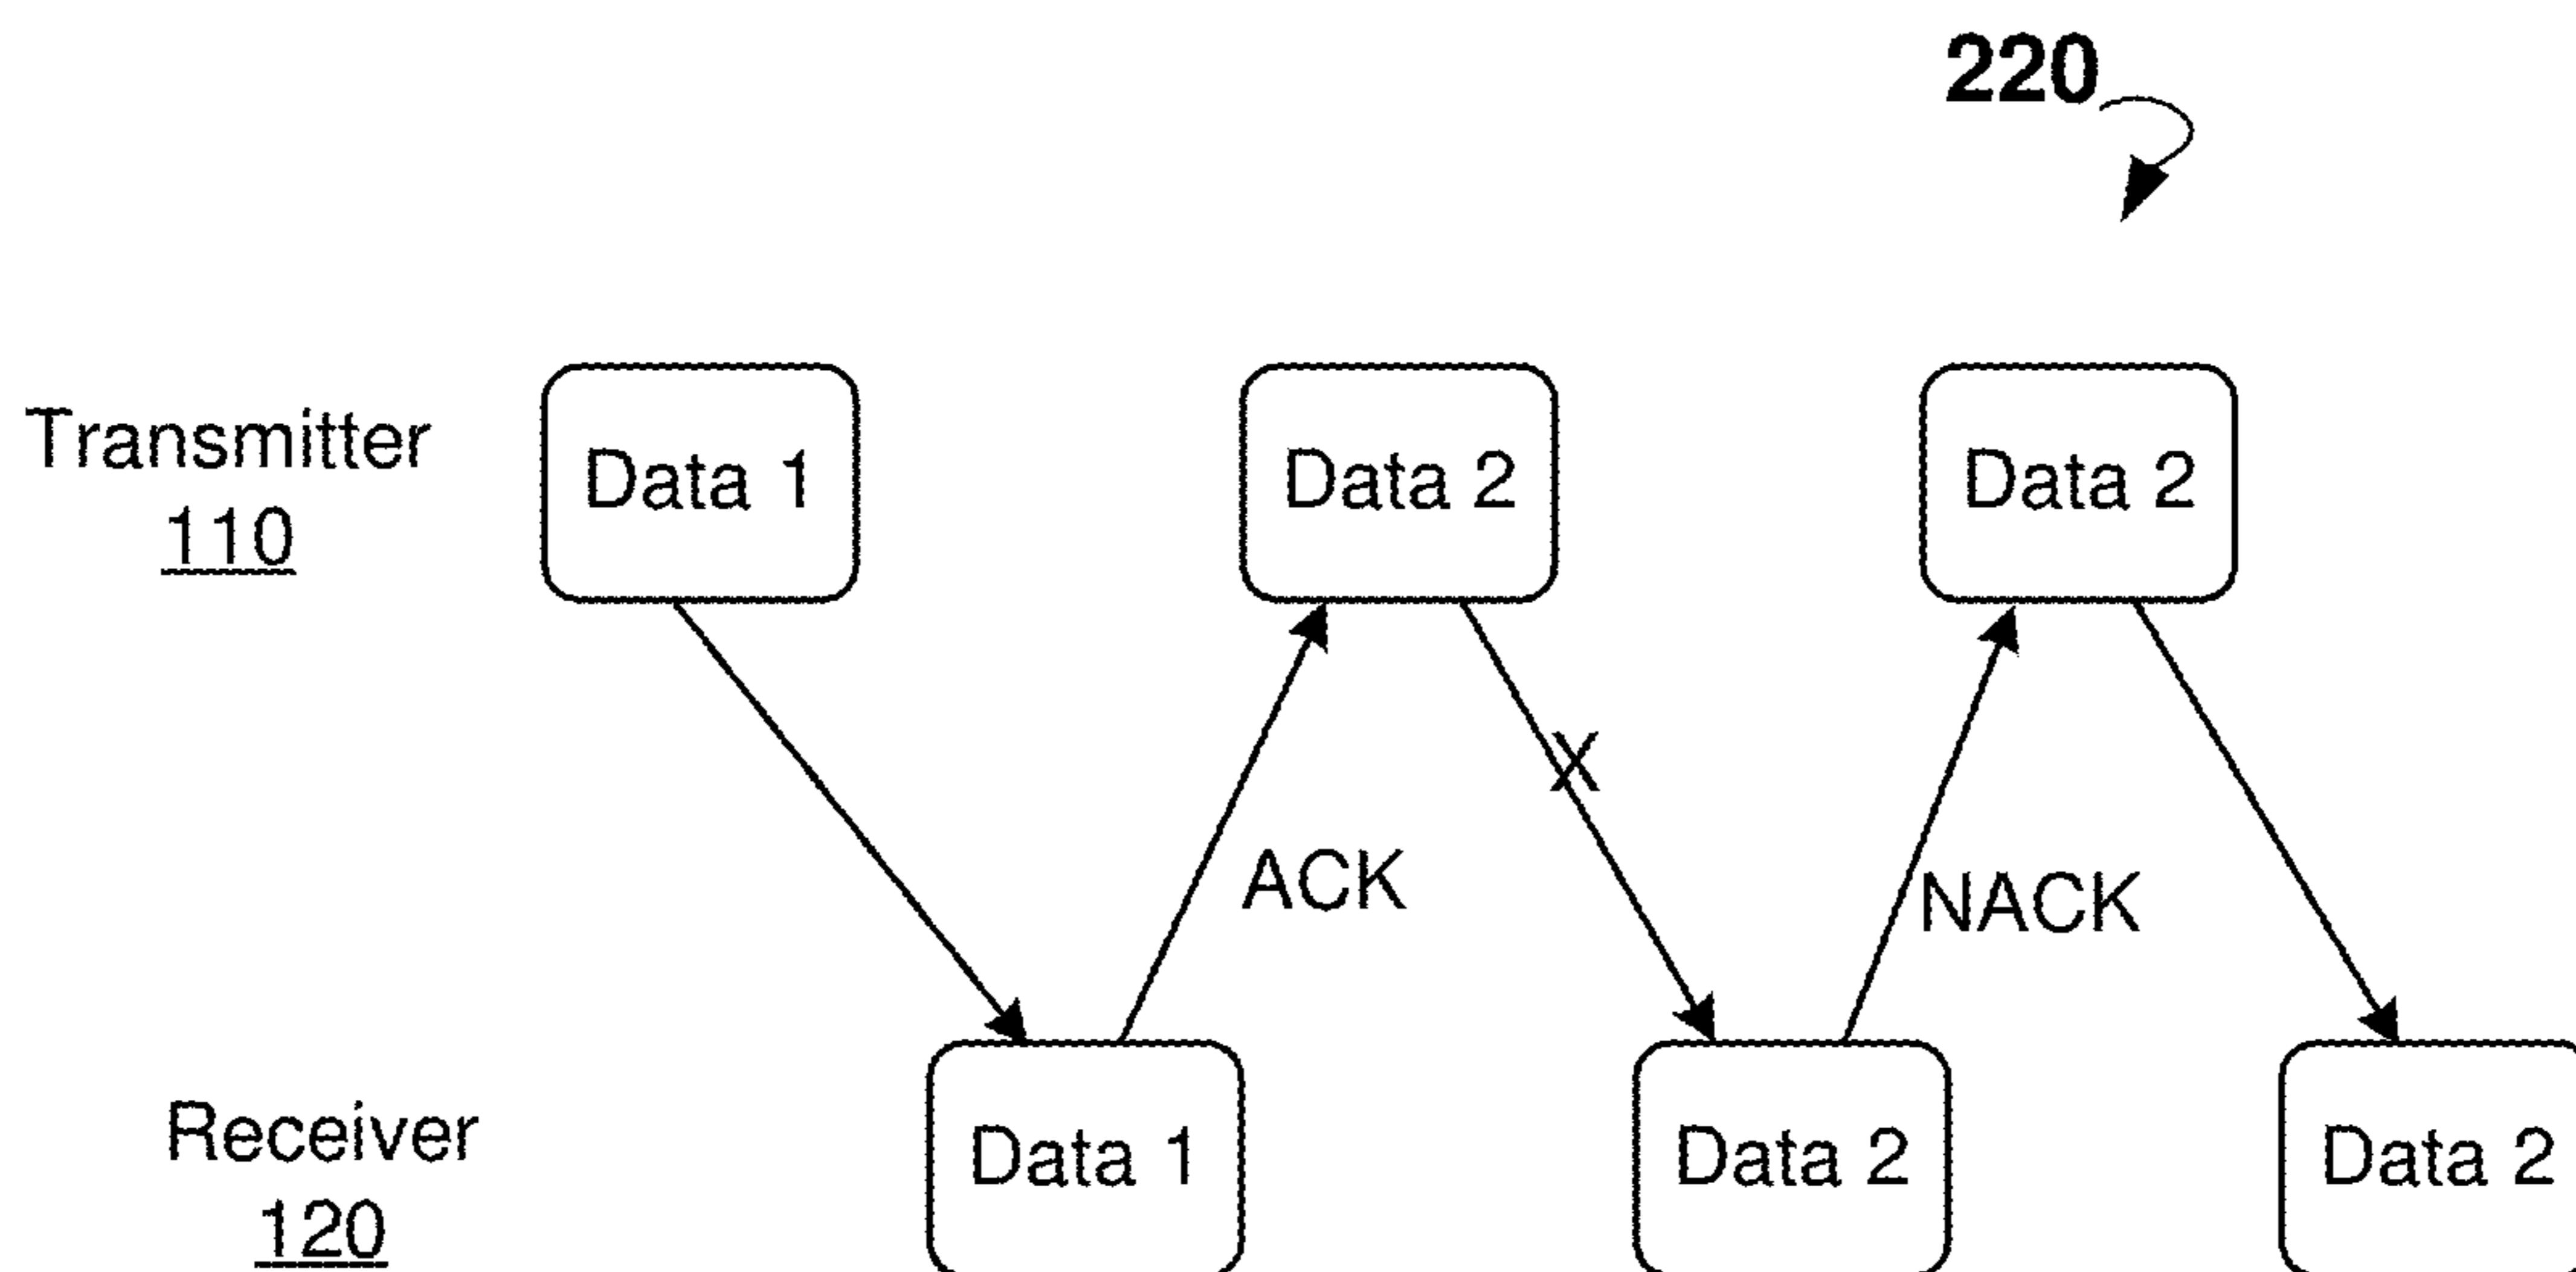 220
Transmitter
110
Data 1
Data 2
Data 2
X
ACK
NACK
Receiver
120
Data 1
Data 2
Data 2